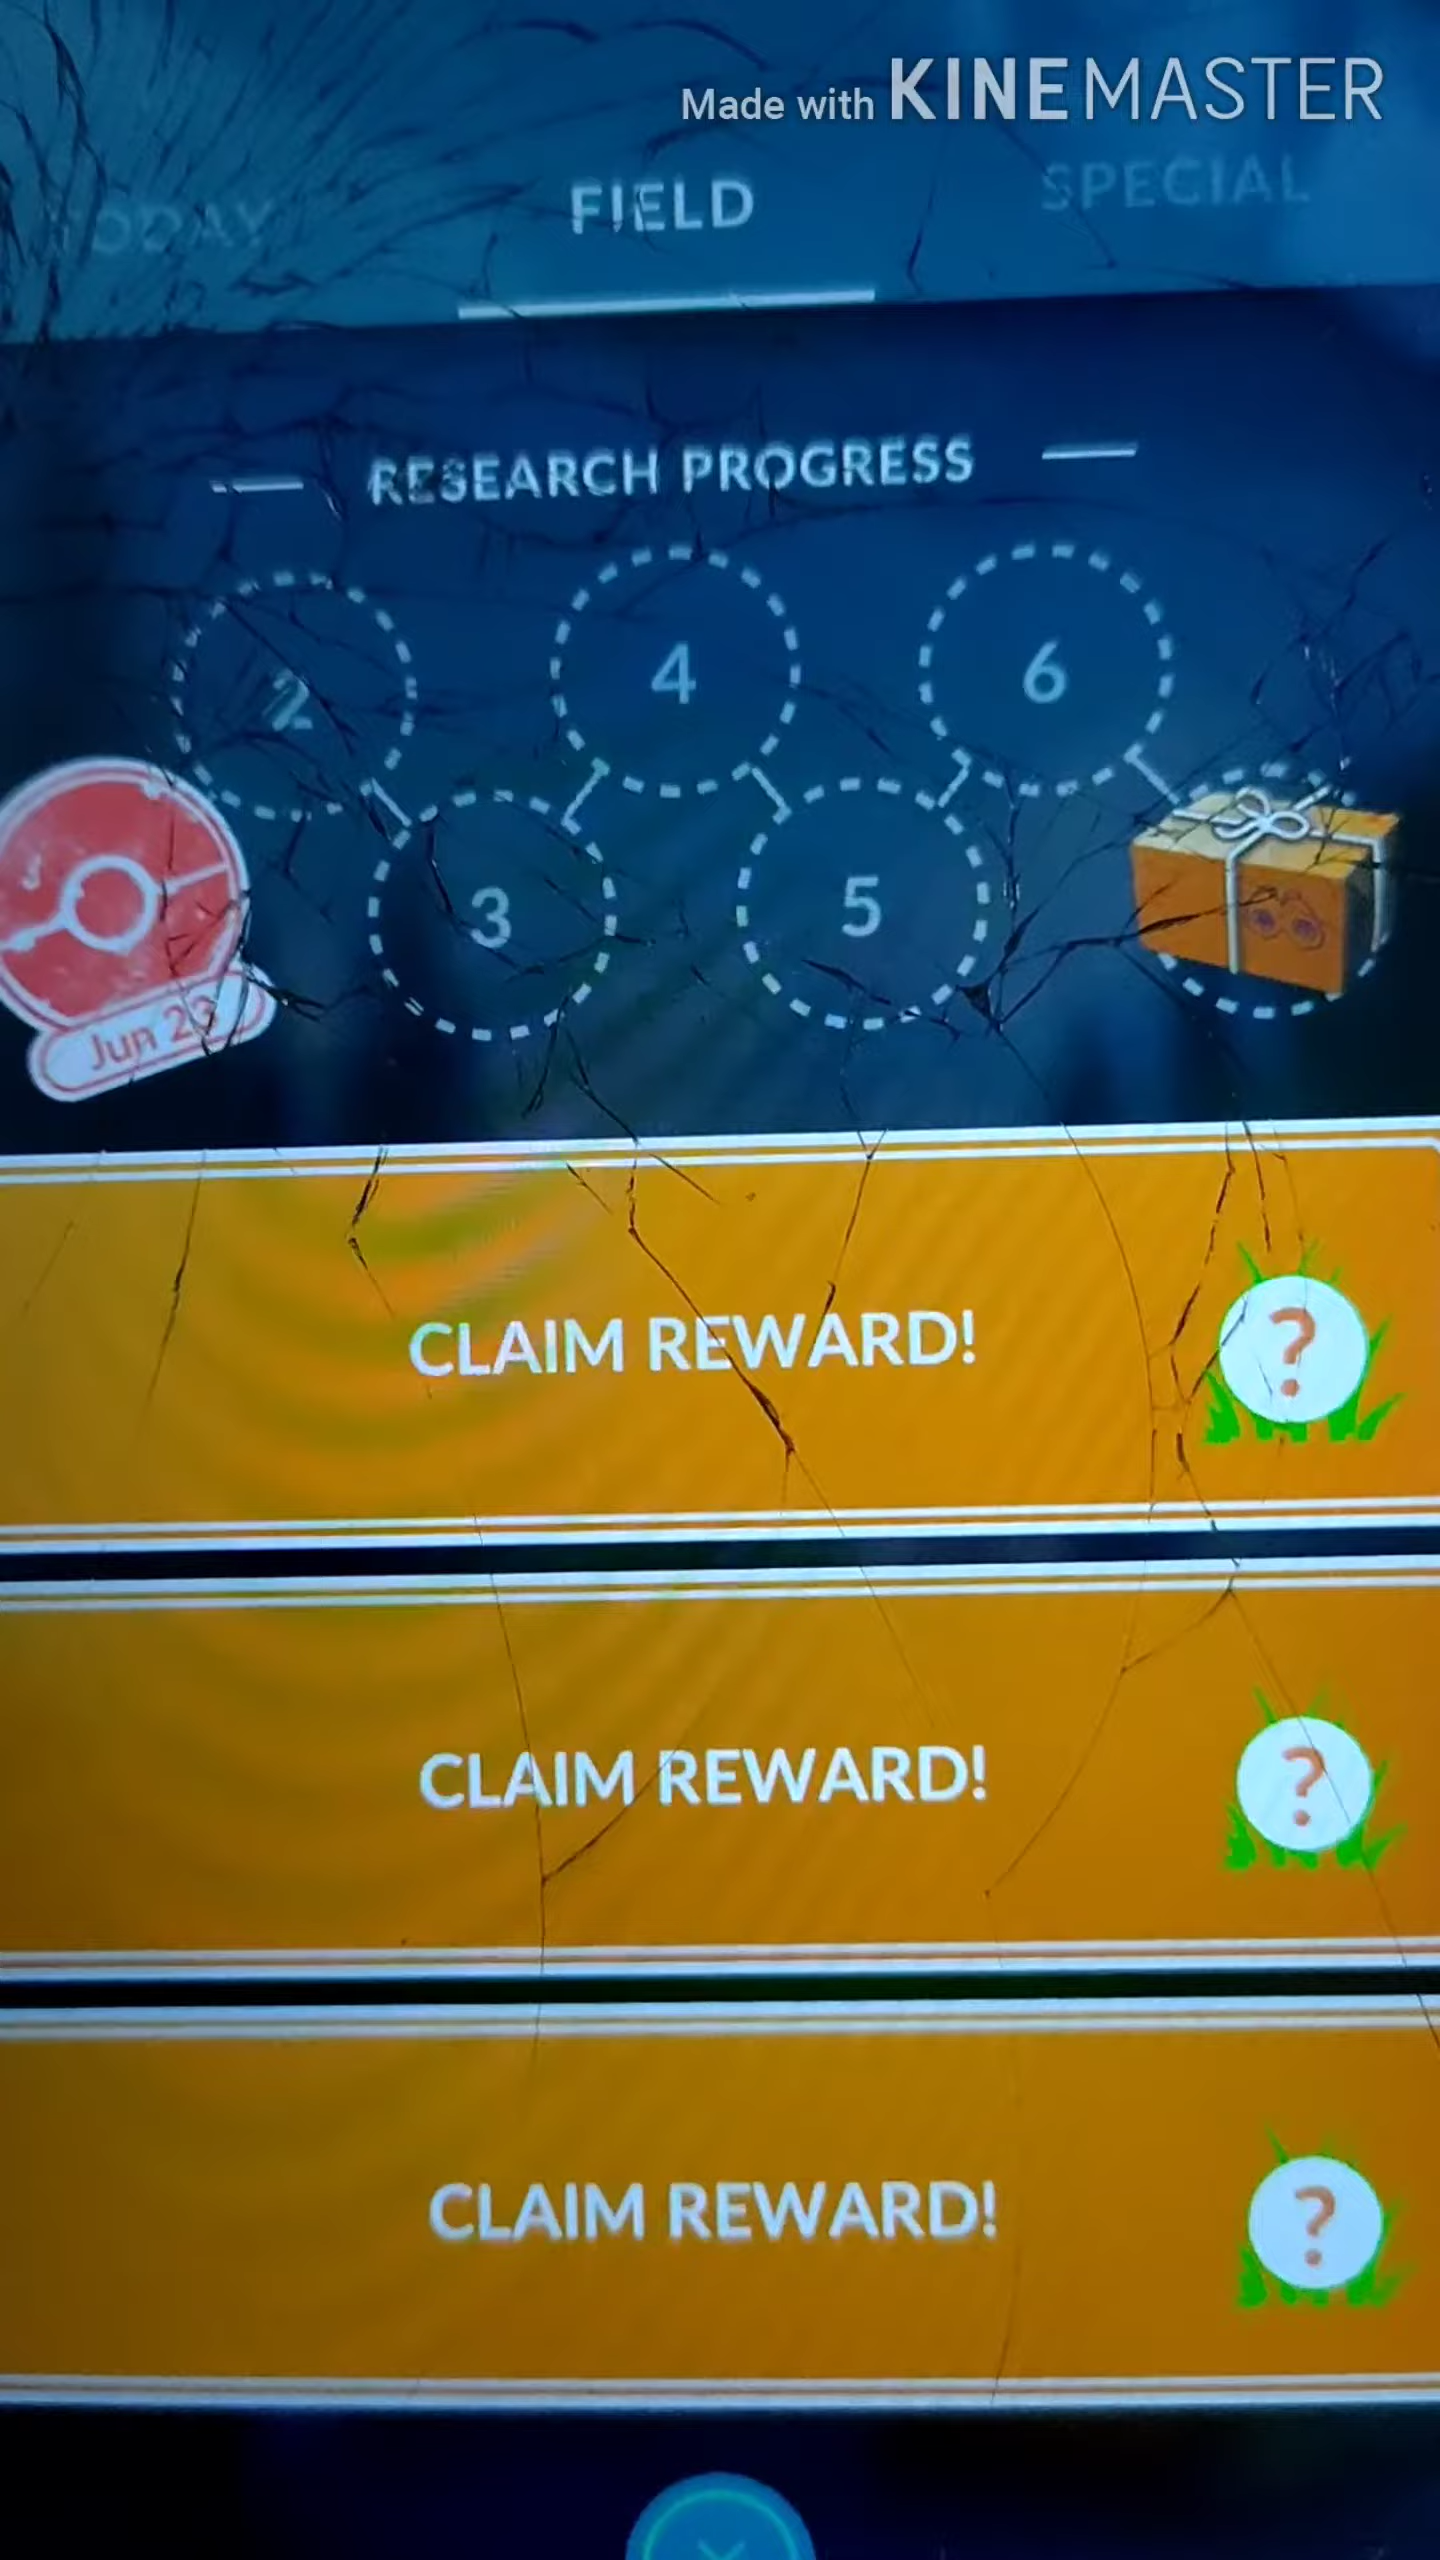 Made with KINEMASTER
TODAY
FIELD
SPECIAL
RESEARCH PROGRESS
2
4
6
3
5
Jun
CLAIM REWARD!
?
CLAIM REWARD!
?
CLAIM REWARD!
?